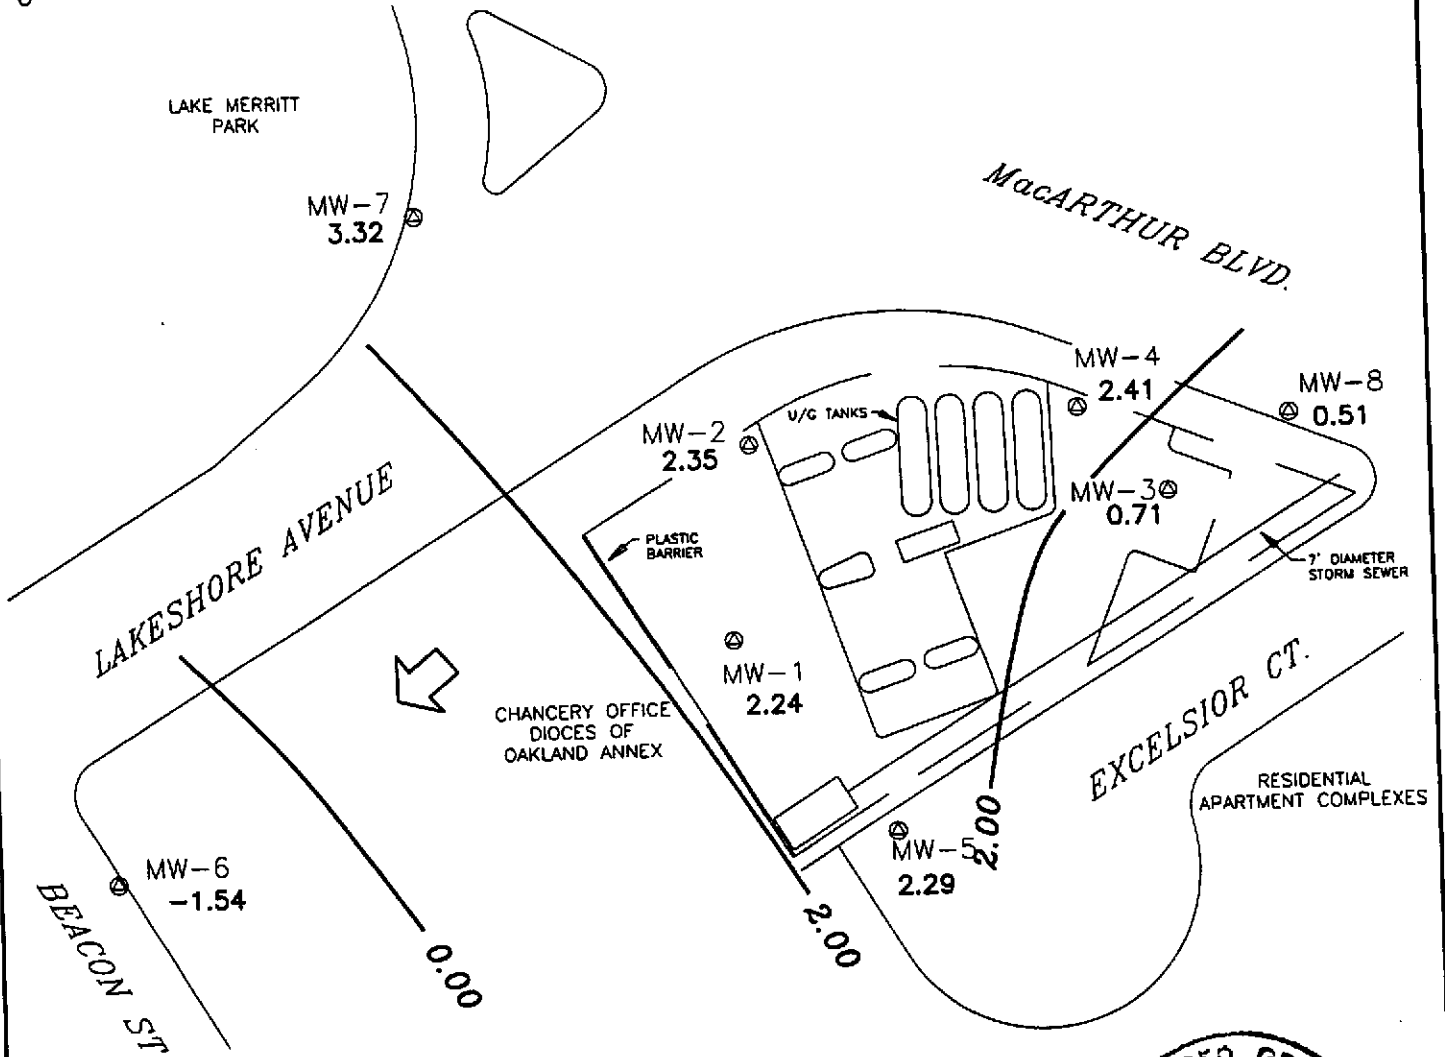 LAKE MERRITT
PARK
MacARTHUR BLVD.
MW-7
3.32
MW-4
2.41
MW-8
0.51
U/G TANKS
MW-2
2.35
MW-3
0.71
PLASTIC
BARRIER
7' DIAMETER
STORM SEWER
LAKESHORE AVENUE
MW-1
2.24
CHANCERY OFFICE
DIOCES OF
OAKLAND ANNEX
EXCELSIOR CT.
RESIDENTIAL
APARTMENT COMPLEXES
MW-5
2.29
2.00
MW-6
-1.54
BEACON ST
2.00
0.00